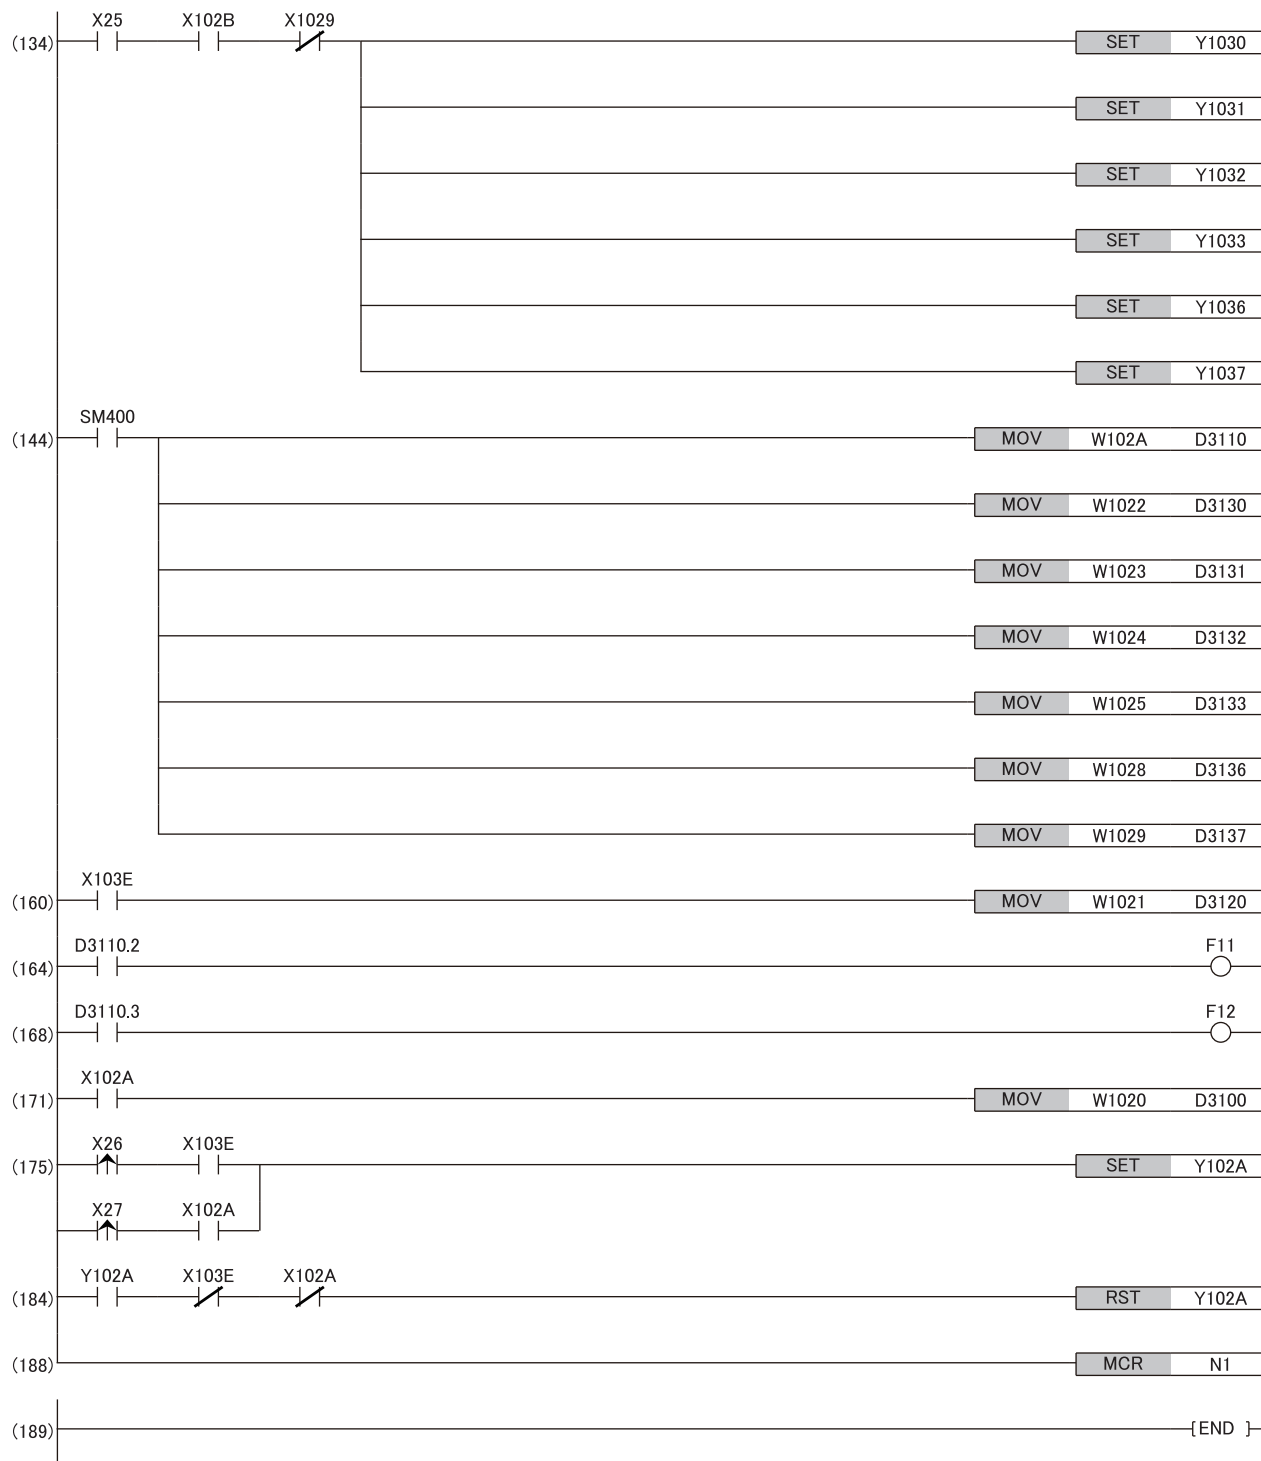 X25 X102B X1029
(134) SET Y1030
SET Y1031
SET Y1032
SET Y1033
SET Y1036
SET Y1037
SM400
(144) MOV W102A D3110
MOV W1022 D3130
MOV W1023 D3131
MOV W1024 D3132
MOV W1025 D3133
MOV W1028 D3136
MOV W1029 D3137
X103E
(160) MOV W1021 D3120
D3110.2 F11
(164)
D3110.3 F12
(168)
X102A
(171) MOV W1020 D3100
X26 X103E
(175) SET Y102A
X27 X102A
Y102A X103E X102A
(184) RST Y102A
(188) MCR N1
(189) [END ]